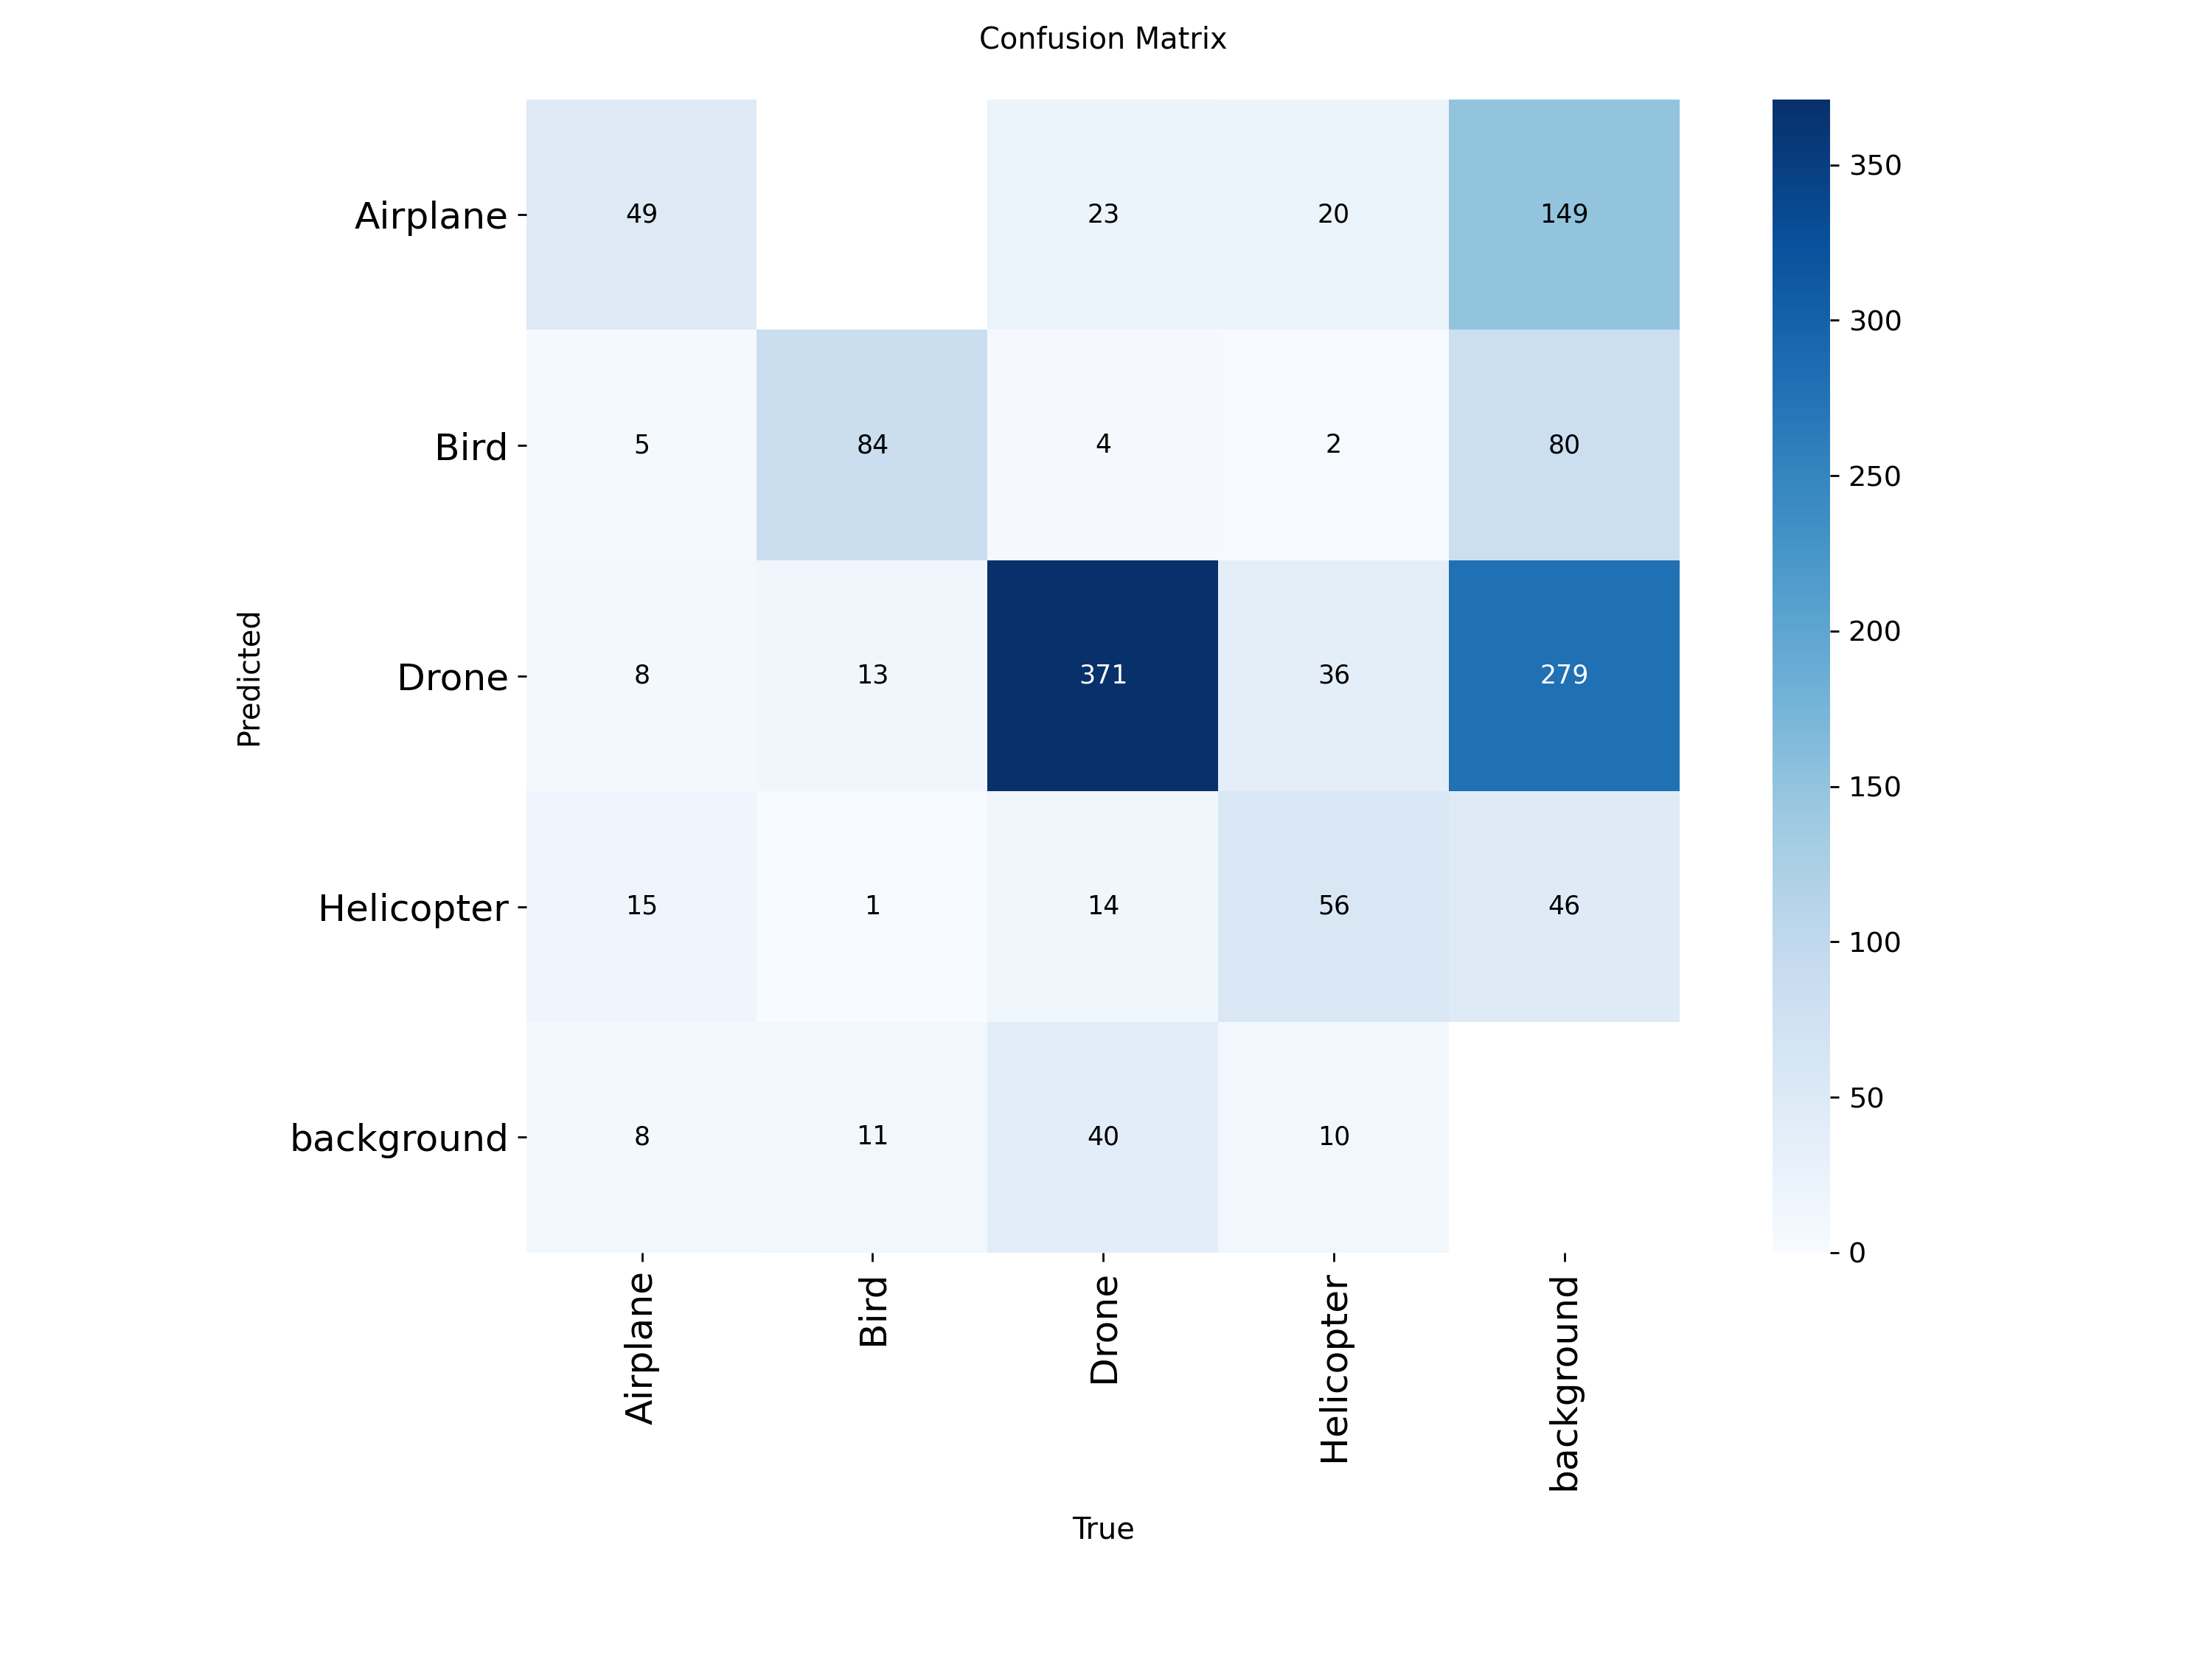 Confusion Matrix
Airplane 49 23 20 149
Bird 5 84 4 2 80
Drone 8 13 371 36 279
Helicopter 15 1 14 56 46
background 8 11 40 10
Predicted
Airplane Bird Drone Helicopter background
True
350
300
250
200
150
100
50
0